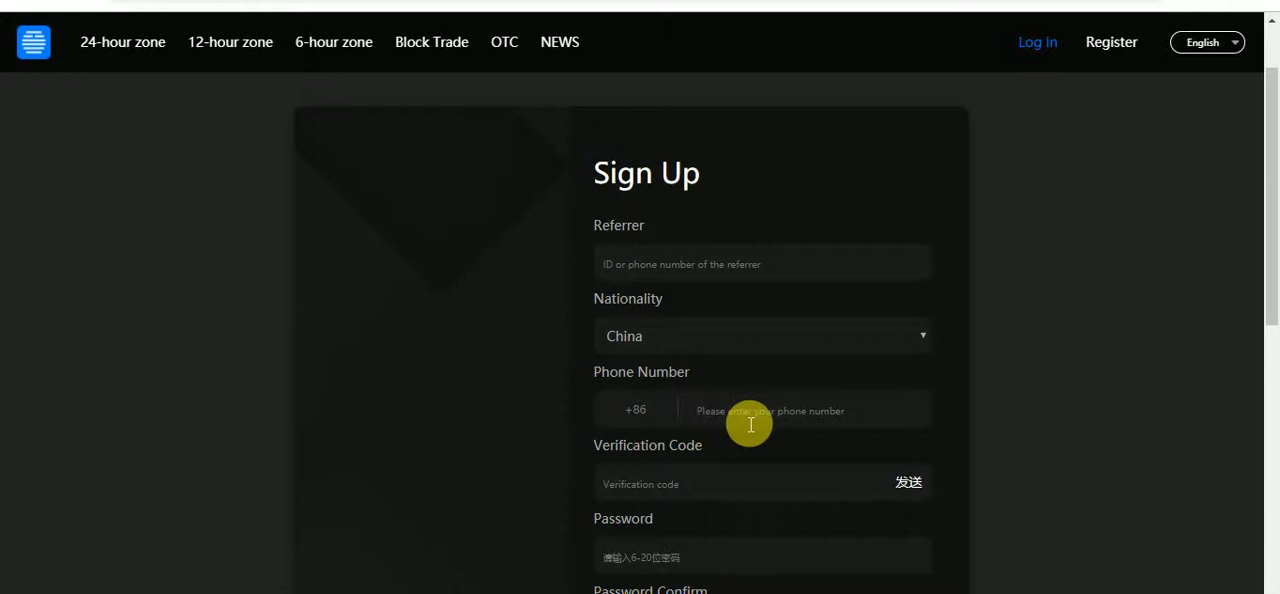 24-hour zone 12-hour zone 6-hour zone Block Trade OTC NEWS Log In Register English
Sign Up
Referrer
ID or phone number of the referrer
Nationality
China
Phone Number
+86 Please enter your phone number
Verification Code
Verification code 发送
Password
请输入6-20位密码
Password Confirm